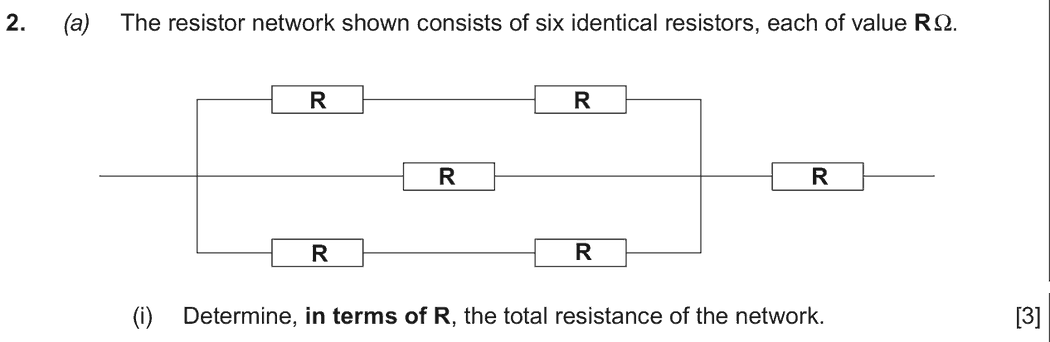 2. (a) The resistor network shown consists of six identical resistors, each of value RΩ.
R R
R R
R R
(i) Determine, in terms of R, the total resistance of the network. [3]